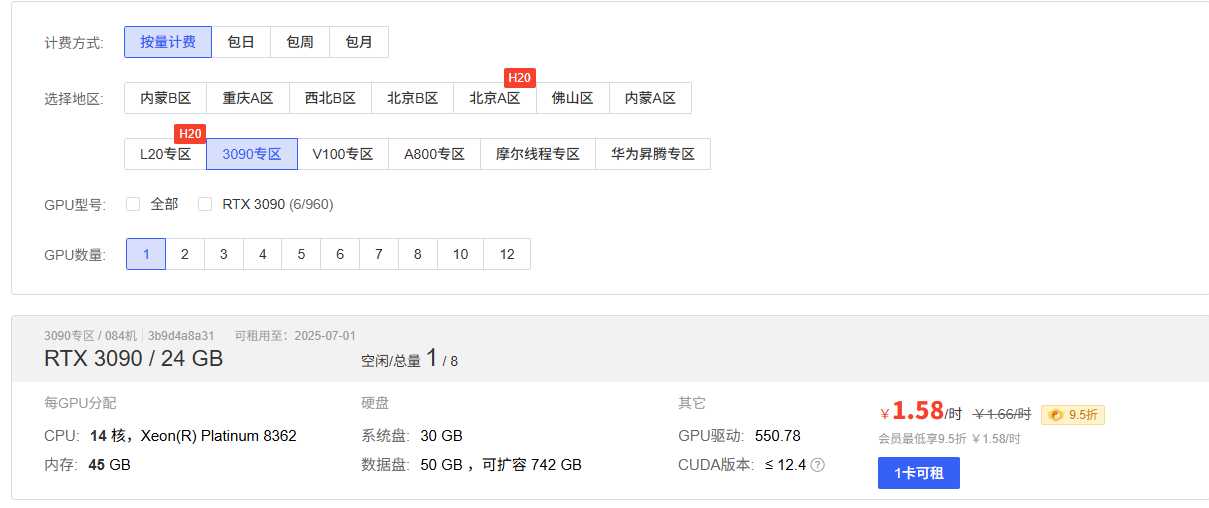 计费方式: 按量计费 包日 包周 包月
H20
选择地区: 内蒙B区 重庆A区 西北B区 北京B区 北京A区 佛山区 内蒙A区
H20
L20专区 3090专区 V100专区 A800专区 摩尔线程专区 华为昇腾专区
GPU型号: 全部 RTX 3090 (6/960)
GPU数量: 1 2 3 4 5 6 7 8 10 12
3090专区 / 084机 3b9d4a8a31 可租用至: 2025-07-01
RTX 3090 / 24 GB 空闲/总量 1 / 8
每GPU分配 硬盘 其它
¥1.58/时 ¥1.66/时 9.5折
CPU: 14 核, Xeon(R) Platinum 8362 系统盘: 30 GB GPU驱动: 550.78
会员最低享9.5折 ¥1.58/时
内存: 45 GB 数据盘: 50 GB , 可扩容 742 GB CUDA版本: ≤ 12.4 ?
1卡可租